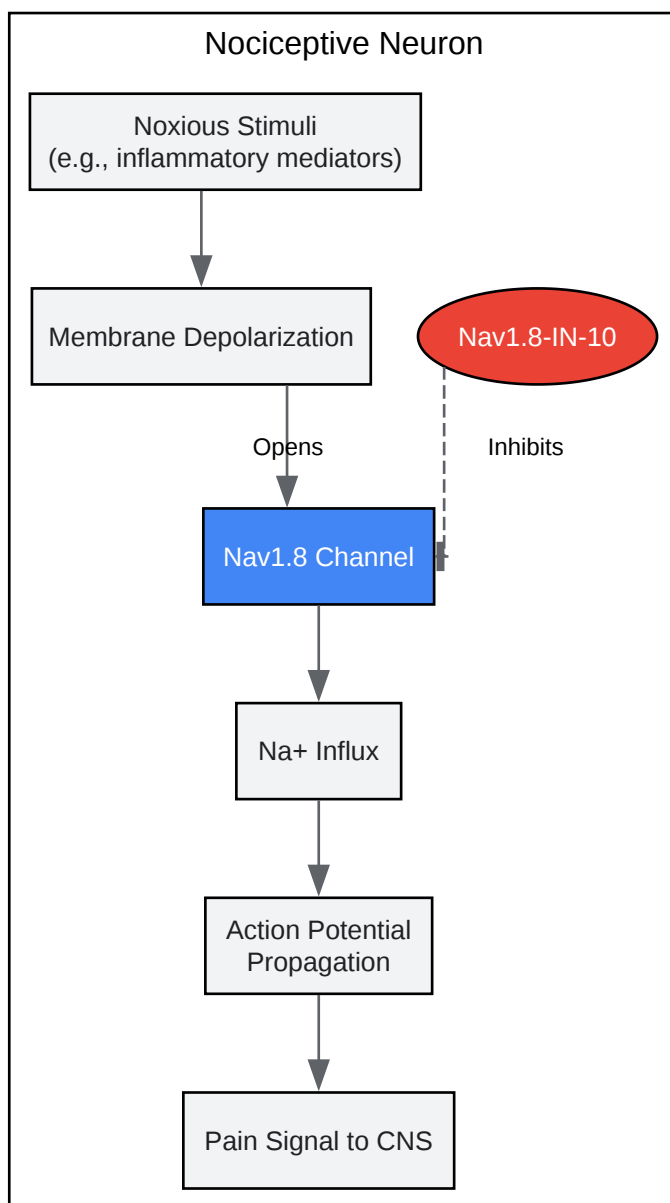 Nociceptive Neuron
Noxious Stimuli
(e.g., inflammatory mediators)
Membrane Depolarization
Nav1.8-IN-10
Opens
Inhibits
Nav1.8 Channel
Na+ Influx
Action Potential
Propagation
Pain Signal to CNS